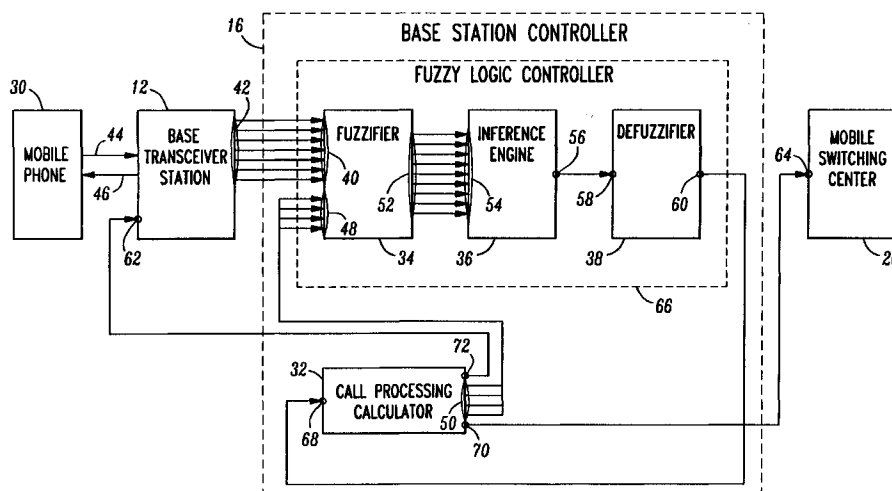 16
BASE STATION CONTROLLER
FUZZY LOGIC CONTROLLER
30
12
42
44
MOBILE
PHONE
46
BASE
TRANSCEIVER
STATION
62
FUZZIFIER
40
48
34
52
54
INFERENCE
ENGINE
36
56
58
DEFUZZIFIER
60
38
66
64
MOBILE
SWITCHING
CENTER
32
72
CALL PROCESSING
CALCULATOR
50
68
70